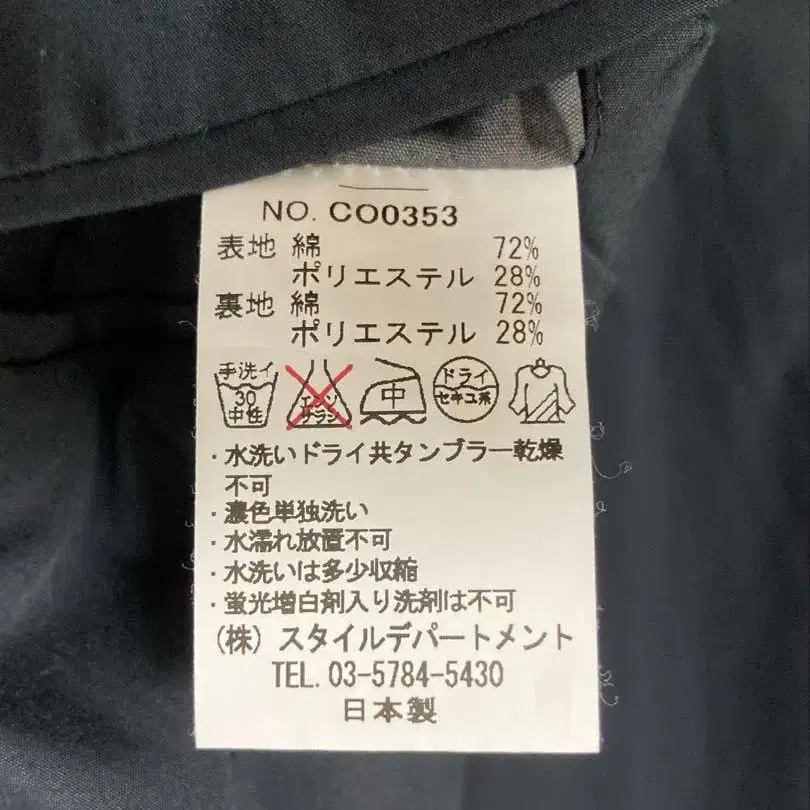 NO. CO0353
表地 綿 72%
ポリエステル 28%
裏地 綿 72%
ポリエステル 28%
手洗イ 30 中性
エンソ サラシ
中
ドライ セキユ系
・水洗いドライ共タンブラー乾燥
不可
・濃色単独洗い
・水濡れ放置不可
・水洗いは多少収縮
・蛍光増白剤入り洗剤は不可
(株) スタイルデパートメント
TEL. 03-5784-5430
日本製